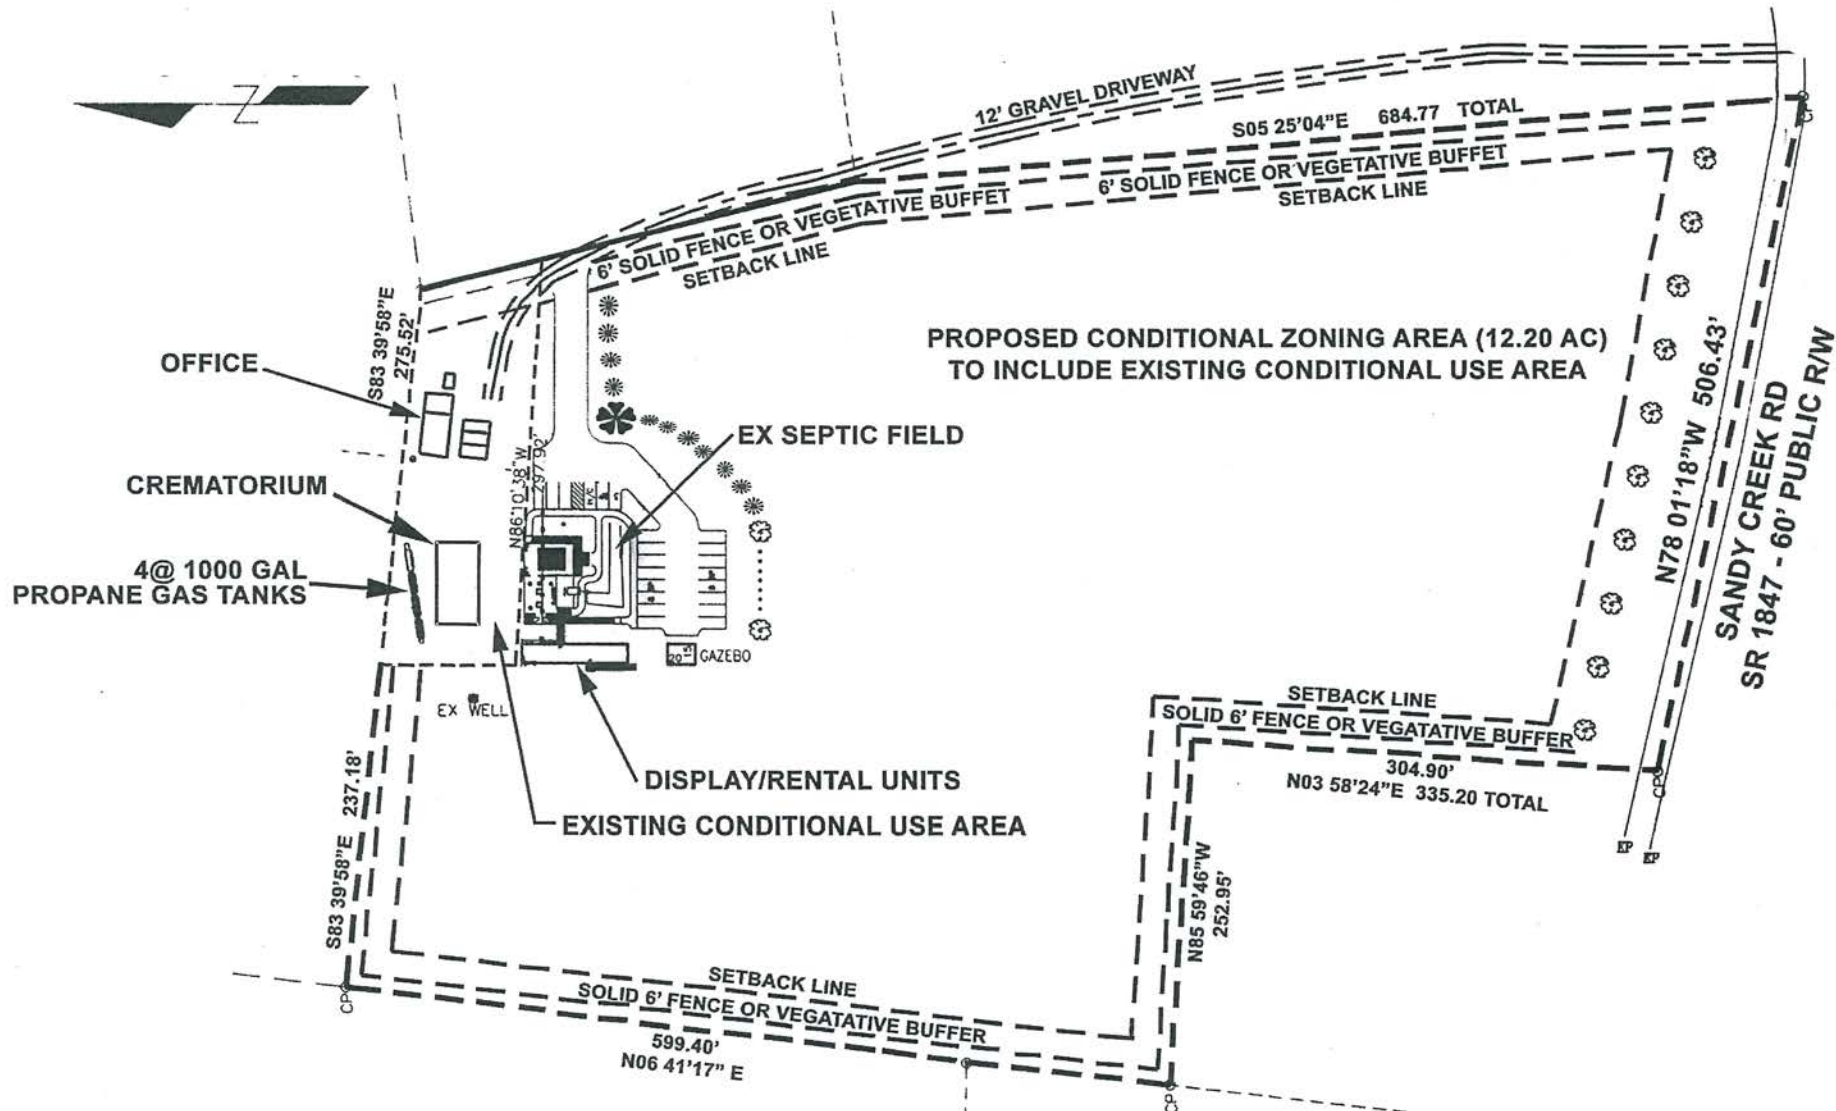 12' GRAVEL DRIVEWAY
S05 25'04"E 684.77 TOTAL
6' SOLID FENCE OR VEGETATIVE BUFFET
SETBACK LINE
6' SOLID FENCE OR VEGETATIVE BUFFET
SETBACK LINE
S83 39'58"E
275.52'
OFFICE
PROPOSED CONDITIONAL ZONING AREA (12.20 AC)
TO INCLUDE EXISTING CONDITIONAL USE AREA
N78 01'18"W 506.43'
SANDY CREEK RD
SR 1847 - 60' PUBLIC R/W
EX SEPTIC FIELD
N86°10'38"W
297.92'
H/C
CREMATORIUM
4@ 1000 GAL
PROPANE GAS TANKS
GAZEBO
EX WELL
DISPLAY/RENTAL UNITS
EXISTING CONDITIONAL USE AREA
SETBACK LINE
SOLID 6' FENCE OR VEGATATIVE BUFFER
304.90'
N03 58'24"E 335.20 TOTAL
CP
EP
EP
N85 59'46"W
252.95'
S83 39'58"E 237.18'
SETBACK LINE
SOLID 6' FENCE OR VEGATATIVE BUFFER
599.40'
N06 41'17" E
CP
CP